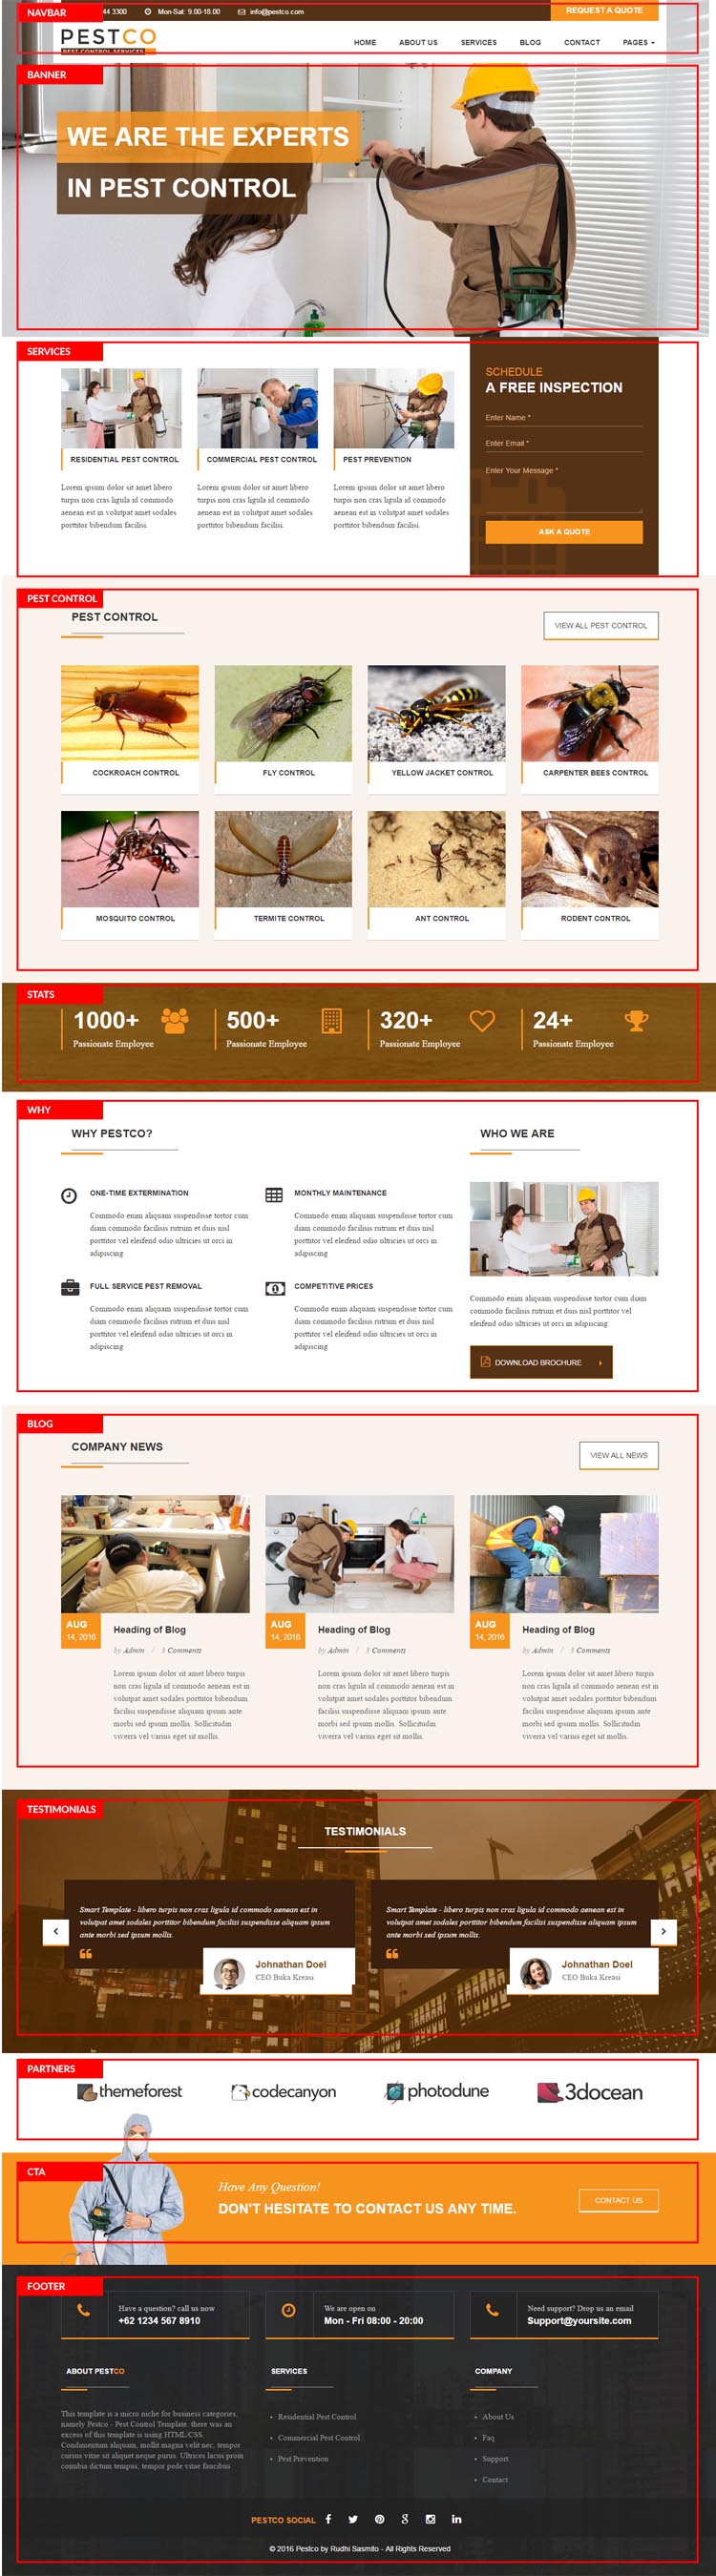 NAVBAR
44 3300
Mon-Sat: 9.00-18.00
info@pestco.com
REQUEST A QUOTE
PESTCO
PEST CONTROL SERVICES
HOME
ABOUT US
SERVICES
BLOG
CONTACT
PAGES
BANNER
WE ARE THE EXPERTS
IN PEST CONTROL
SERVICES
RESIDENTIAL PEST CONTROL
Lorem ipsum dolor sit amet libero
turpis non cras ligula id commodo
aenean est in volutpat amet sodales
porttitor bibendum facilisi.
COMMERCIAL PEST CONTROL
Lorem ipsum dolor sit amet libero
turpis non cras ligula id commodo
aenean est in volutpat amet sodales
porttitor bibendum facilisi.
PEST PREVENTION
Lorem ipsum dolor sit amet libero
turpis non cras ligula id commodo
aenean est in volutpat amet sodales
porttitor bibendum facilisi.
SCHEDULE
A FREE INSPECTION
Enter Name *
Enter Email *
Enter Your Message *
ASK A QUOTE
PEST CONTROL
PEST CONTROL
VIEW ALL PEST CONTROL
COCKROACH CONTROL
FLY CONTROL
YELLOW JACKET CONTROL
CARPENTER BEES CONTROL
MOSQUITO CONTROL
TERMITE CONTROL
ANT CONTROL
RODENT CONTROL
STATS
1000+
Passionate Employee
500+
Passionate Employee
320+
Passionate Employee
24+
Passionate Employee
WHY
WHY PESTCO?
ONE-TIME EXTERMINATION
Commodo enim aliquam suspendisse tortor cum
diam commodo facilisis rutrum et duis nisl
porttitor vel eleifend odio ultricies ut orci in
adipiscing
MONTHLY MAINTENANCE
Commodo enim aliquam suspendisse tortor cum
diam commodo facilisis rutrum et duis nisl
porttitor vel eleifend odio ultricies ut orci in
adipiscing
FULL SERVICE PEST REMOVAL
Commodo enim aliquam suspendisse tortor cum
diam commodo facilisis rutrum et duis nisl
porttitor vel eleifend odio ultricies ut orci in
adipiscing
COMPETITIVE PRICES
Commodo enim aliquam suspendisse tortor cum
diam commodo facilisis rutrum et duis nisl
porttitor vel eleifend odio ultricies ut orci in
adipiscing
WHO WE ARE
Commodo enim aliquam suspendisse tortor cum diam
commodo facilisis rutrum et duis nisl porttitor vel
eleifend odio ultricies ut orci in adipiscing
DOWNLOAD BROCHURE
BLOG
COMPANY NEWS
VIEW ALL NEWS
AUG
14, 2016
Heading of Blog
by Admin / 3 Comments
Lorem ipsum dolor sit amet libero turpis
non cras ligula id commodo aenean est in
volutpat amet sodales porttitor bibendum
facilisi suspendisse aliquam ipsum ante
morbi sed ipsum mollis. Sollicitudin
viverra vel varius eget sit mollis.
AUG
14, 2016
Heading of Blog
by Admin / 3 Comments
Lorem ipsum dolor sit amet libero turpis
non cras ligula id commodo aenean est in
volutpat amet sodales porttitor bibendum
facilisi suspendisse aliquam ipsum ante
morbi sed ipsum mollis. Sollicitudin
viverra vel varius eget sit mollis.
AUG
14, 2016
Heading of Blog
by Admin / 3 Comments
Lorem ipsum dolor sit amet libero turpis
non cras ligula id commodo aenean est in
volutpat amet sodales porttitor bibendum
facilisi suspendisse aliquam ipsum ante
morbi sed ipsum mollis. Sollicitudin
viverra vel varius eget sit mollis.
TESTIMONIALS
TESTIMONIALS
Smart Template - libero turpis non cras ligula id commodo aenean est in
volutpat amet sodales porttitor bibendum facilisi suspendisse aliquam ipsum
ante morbi sed ipsum mollis.
Johnathan Doel
CEO Buka Kreasi
Smart Template - libero turpis non cras ligula id commodo aenean est in
volutpat amet sodales porttitor bibendum facilisi suspendisse aliquam ipsum
ante morbi sed ipsum mollis.
Johnathan Doel
CEO Buka Kreasi
PARTNERS
themeforest
codecanyon
photodune
3docean
CTA
Have Any Question!
DON'T HESITATE TO CONTACT US ANY TIME.
CONTACT US
FOOTER
Have a question? call us now
+62 1234 567 8910
We are open on
Mon - Fri 08:00 - 20:00
Need support? Drop us an email
Support@yoursite.com
ABOUT PESTCO
This template is a micro niche for business categories,
namely Pestco - Pest Control Template. there was an
excess of this template is using HTML/CSS.
Condimentum aliquam, mollit magna velit nec, tempor
cursus vitae sit aliquet neque purus. Ultrices lacus proin
conubia dictum tempus, tempor pede vitae faucibus
SERVICES
Residential Pest Control
Commercial Pest Control
Pest Prevention
COMPANY
About Us
Faq
Support
Contact
PESTCO SOCIAL
© 2016 Pestco by Rudhi Sasmito - All Rights Reserved